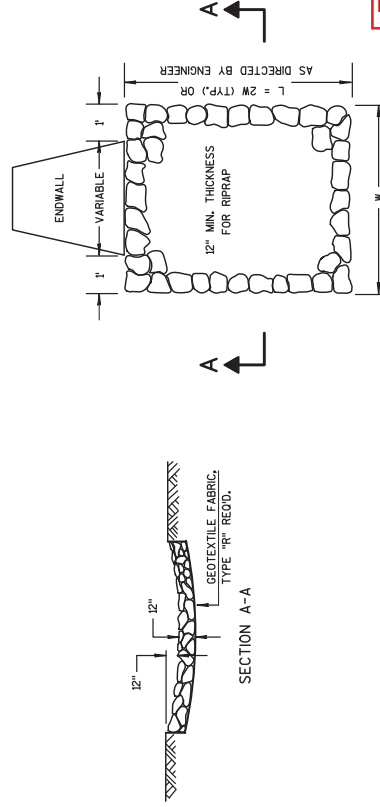 A
A
ENDWALL
1'
VARIABLE
1'
12" MIN. THICKNESS
FOR RIPRAP
L = 2W (TYP.) OR
AS DIRECTED BY ENGINEER
W
12"
12"
GEOTEXTILE FABRIC,
TYPE "R" REQ'D.
SECTION A-A